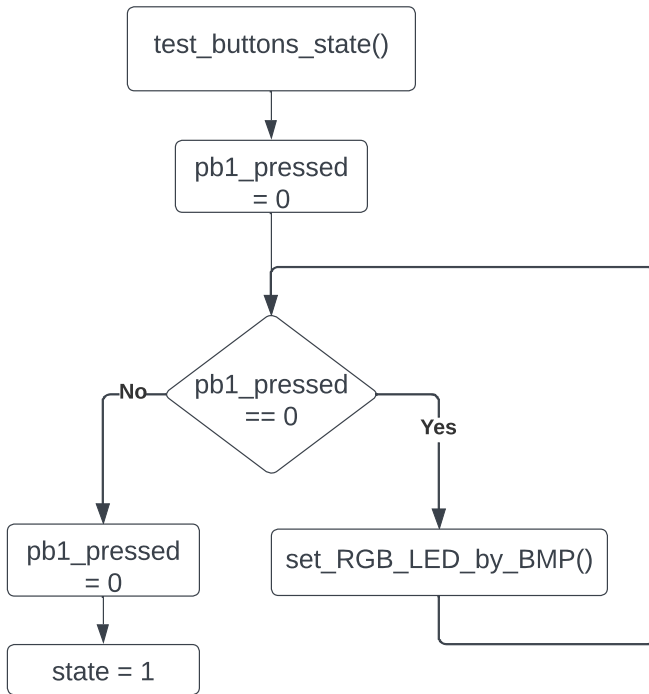 test_buttons_state()
pb1_pressed
= 0
pb1_pressed
== 0
No
Yes
pb1_pressed
= 0
set_RGB_LED_by_BMP()
state = 1